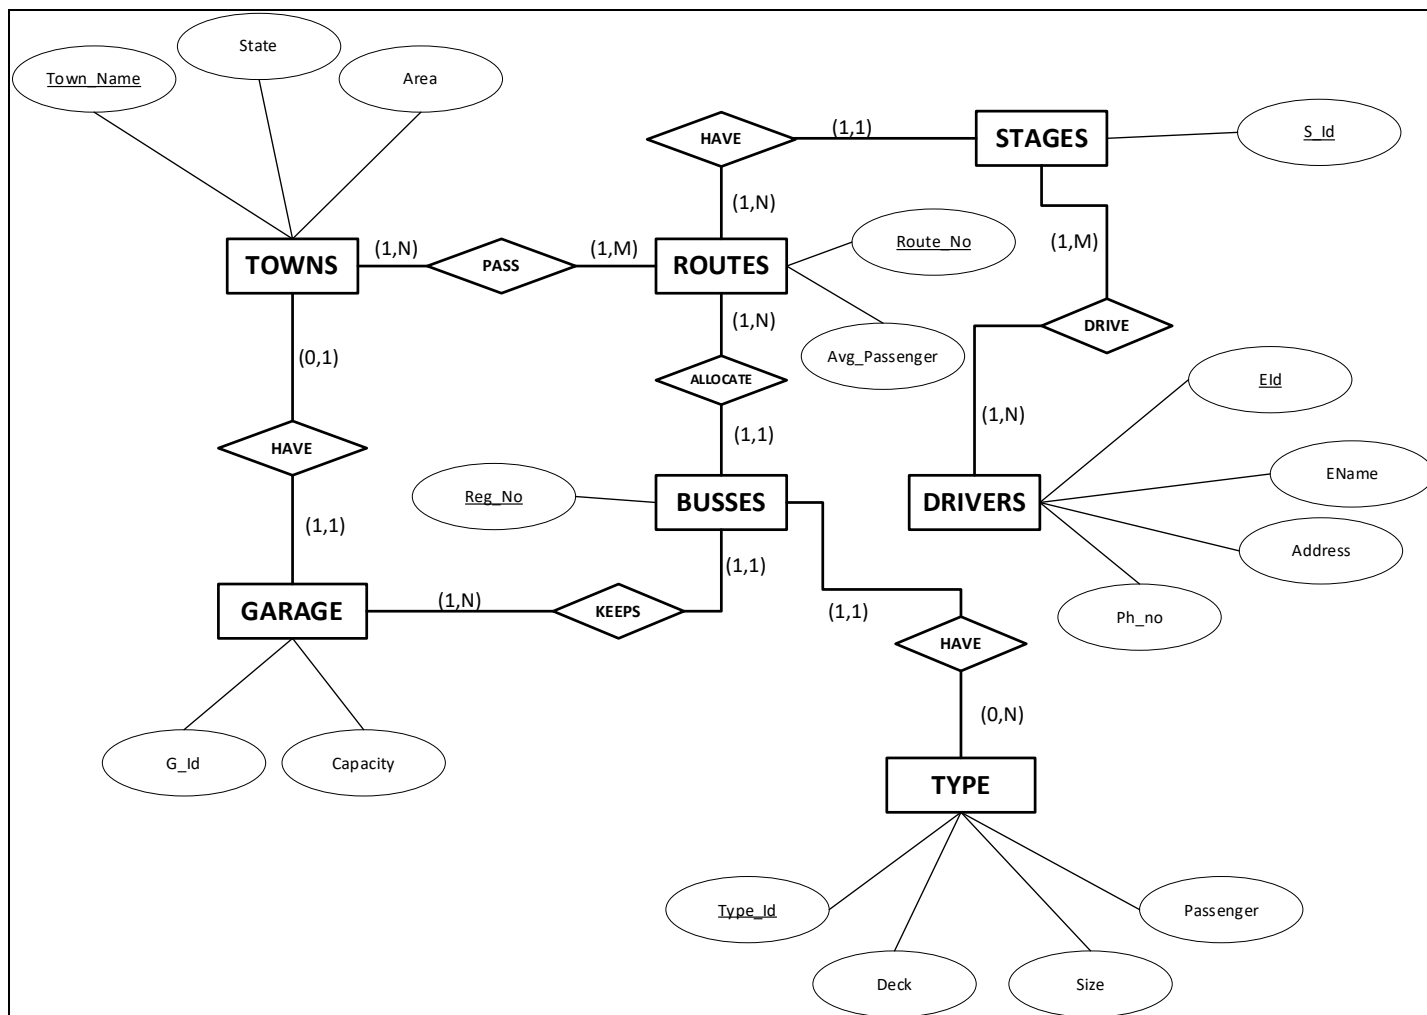 State
Town_Name
Area
HAVE
(1,1)
STAGES
S_Id
(1,N)
TOWNS
(1,N)
PASS
(1,M)
ROUTES
Route_No
(1,M)
(1,N)
DRIVE
Avg_Passenger
(0,1)
ALLOCATE
EId
(1,N)
HAVE
(1,1)
EName
Reg_No
BUSSES
DRIVERS
(1,1)
Address
(1,1)
GARAGE
(1,N)
KEEPS
(1,1)
Ph_no
HAVE
(0,N)
G_Id
Capacity
TYPE
Type_Id
Passenger
Deck
Size